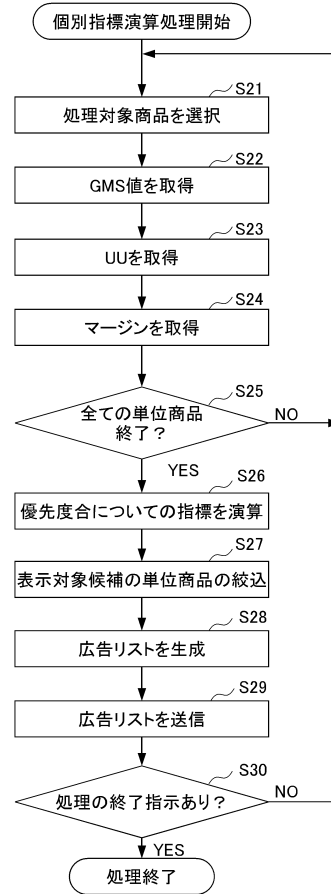 個別指標演算処理開始
S21
処理対象商品を選択
S22
GMS値を取得
S23
UUを取得
S24
マージンを取得
S25
全ての単位商品
終了？
NO
YES
S26
優先度合についての指標を演算
S27
表示対象候補の単位商品の絞込
S28
広告リストを生成
S29
広告リストを送信
S30
処理の終了指示あり？
NO
YES
処理終了